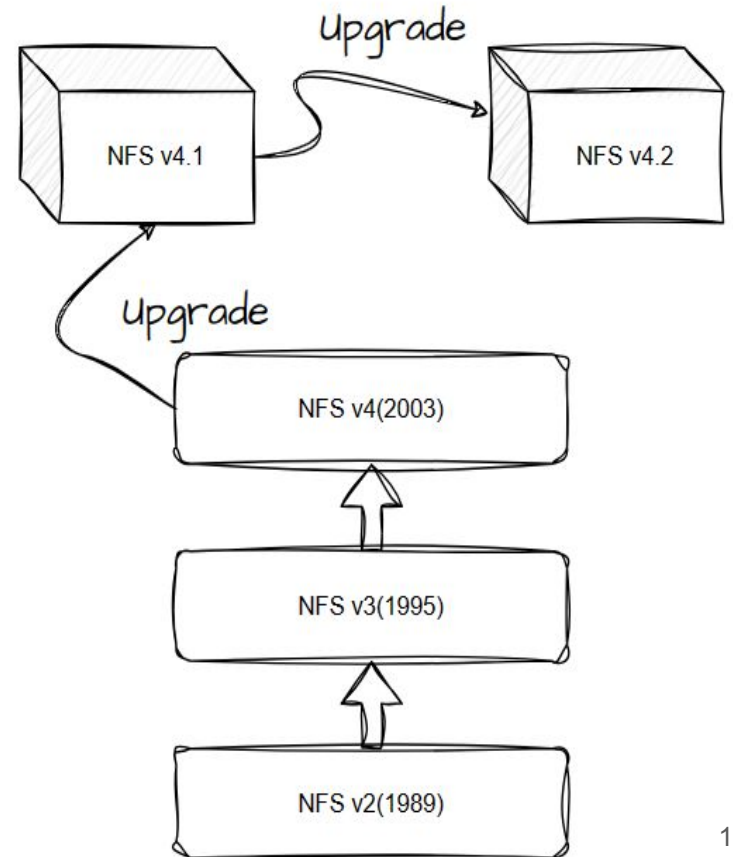 Upgrade
NFS v4.1
NFS v4.2
Upgrade
NFS v4(2003)
NFS v3(1995)
NFS v2(1989)
1